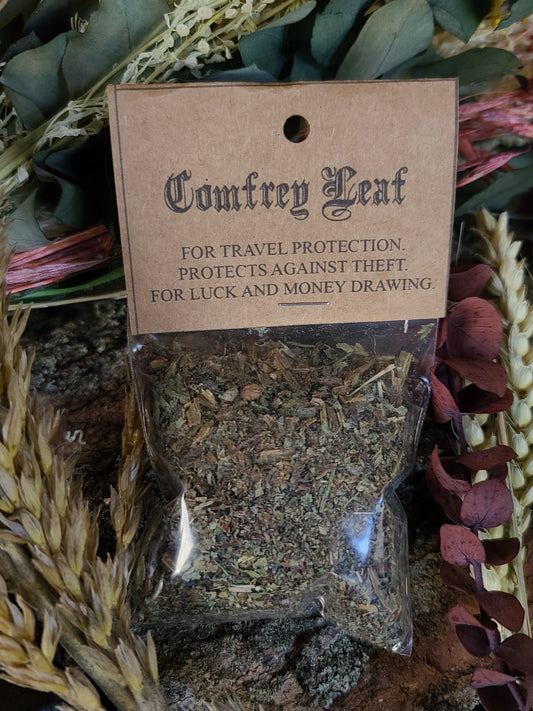 Comfrey Leaf
FOR TRAVEL PROTECTION.
PROTECTS AGAINST THEFT.
FOR LUCK AND MONEY DRAWING.